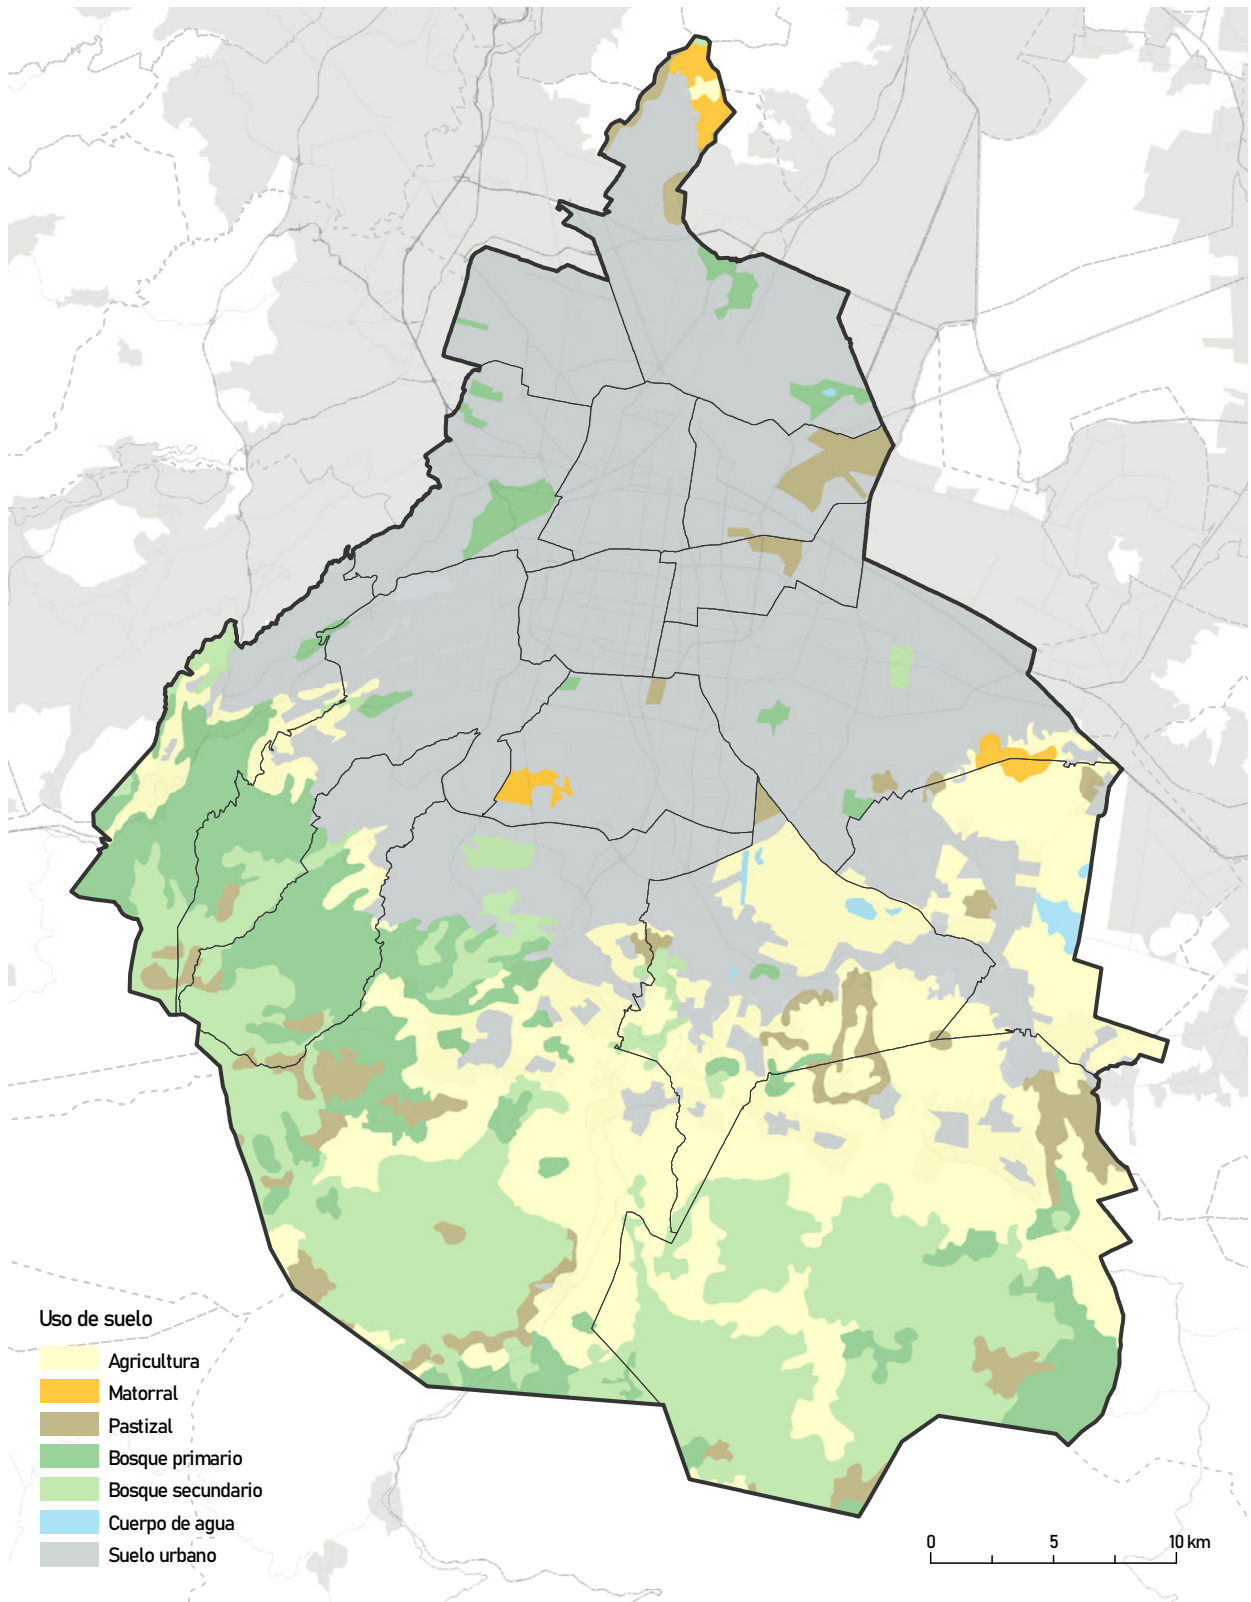 Uso de suelo
Agricultura
Matorral
Pastizal
Bosque primario
Bosque secundario
Cuerpo de agua
Suelo urbano
0 5 10 km